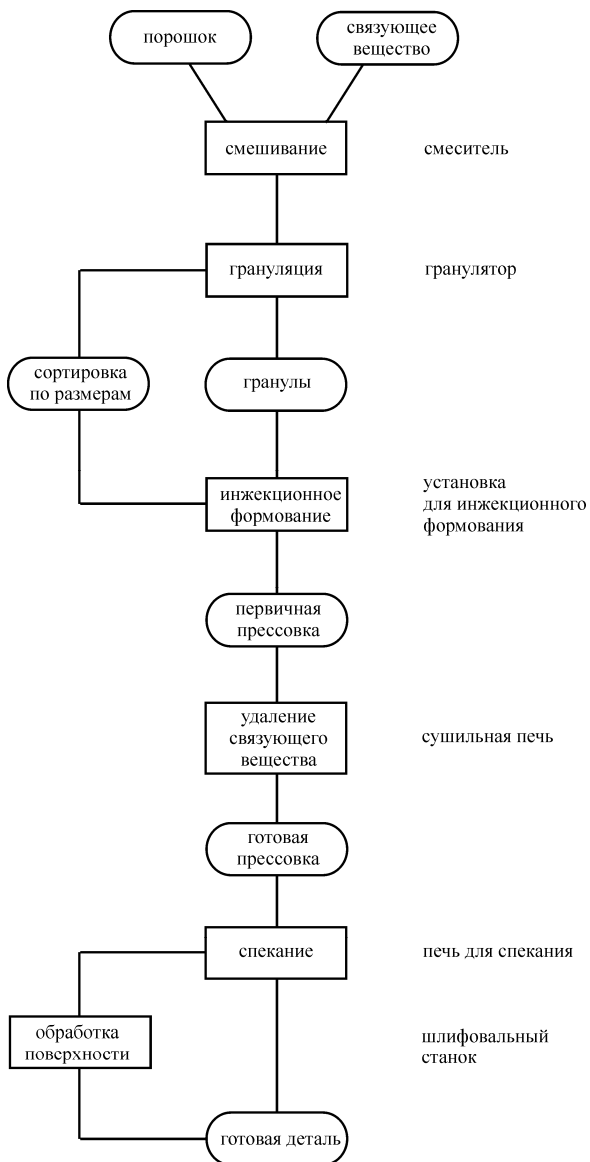 порошок
связующее
вещество
смешивание
смеситель
грануляция
гранулятор
сортировка
по размерам
гранулы
инжекционное
формование
установка
для инжекционного
формования
первичная
прессовка
удаление
связующего
вещества
сушильная печь
готовая
прессовка
спекание
печь для спекания
обработка
поверхности
шлифовальный
станок
готовая деталь